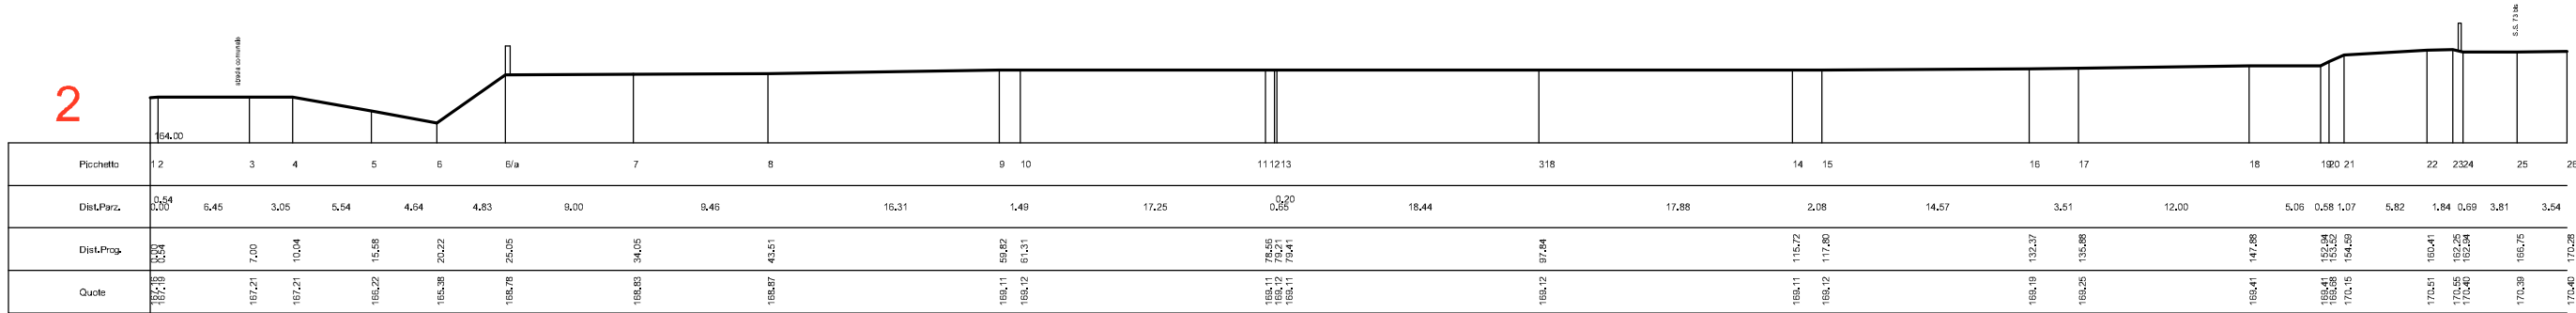 strada comunale
S.S. 73 bis
2
164.00
Picchetto 1 2 3 4 5 6 6/a 7 8 9 10 11 12 13 318 14 15 16 17 18 19 20 21 22 23 24 25 26
Dist.Parz. 0.00 0.54 6.45 3.05 5.54 4.64 4.83 9.00 9.46 16.31 1.49 17.25 0.65 0.20 18.44 17.88 2.08 14.57 3.51 12.00 5.06 0.58 1.07 5.82 1.84 0.69 3.81 3.54
Dist.Prog. 0.00 0.54 7.00 10.04 15.58 20.22 25.05 34.05 43.51 59.82 61.31 78.56 79.21 79.41 97.84 115.72 117.80 132.37 135.88 147.88 152.94 153.52 154.59 160.41 162.25 162.94 166.75 170.28
Quote 167.16 167.19 167.21 167.21 166.22 165.38 168.78 168.83 168.87 169.11 169.12 169.11 169.12 169.11 169.12 169.11 169.12 169.19 169.25 169.41 169.41 169.68 170.15 170.51 170.55 170.40 170.39 170.40